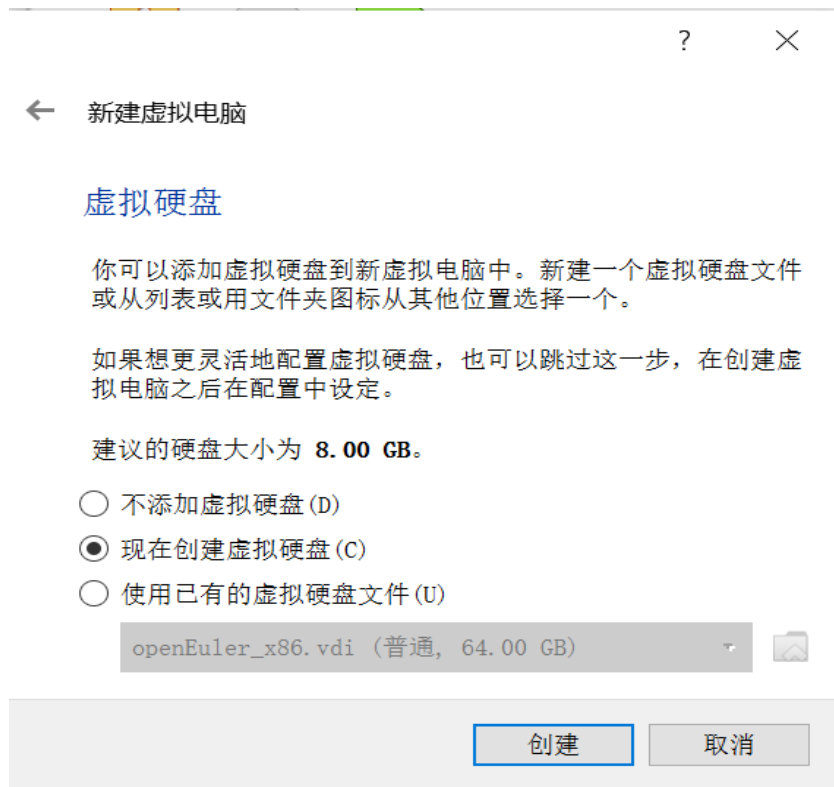 ?
新建虚拟电脑
虚拟硬盘
你可以添加虚拟硬盘到新虚拟电脑中。新建一个虚拟硬盘文件
或从列表或用文件夹图标从其他位置选择一个。
如果想更灵活地配置虚拟硬盘，也可以跳过这一步，在创建虚
拟电脑之后在配置中设定。
建议的硬盘大小为 8.00 GB。
不添加虚拟硬盘(D)
现在创建虚拟硬盘(C)
使用已有的虚拟硬盘文件(U)
openEuler_x86.vdi (普通, 64.00 GB)
创建 取消